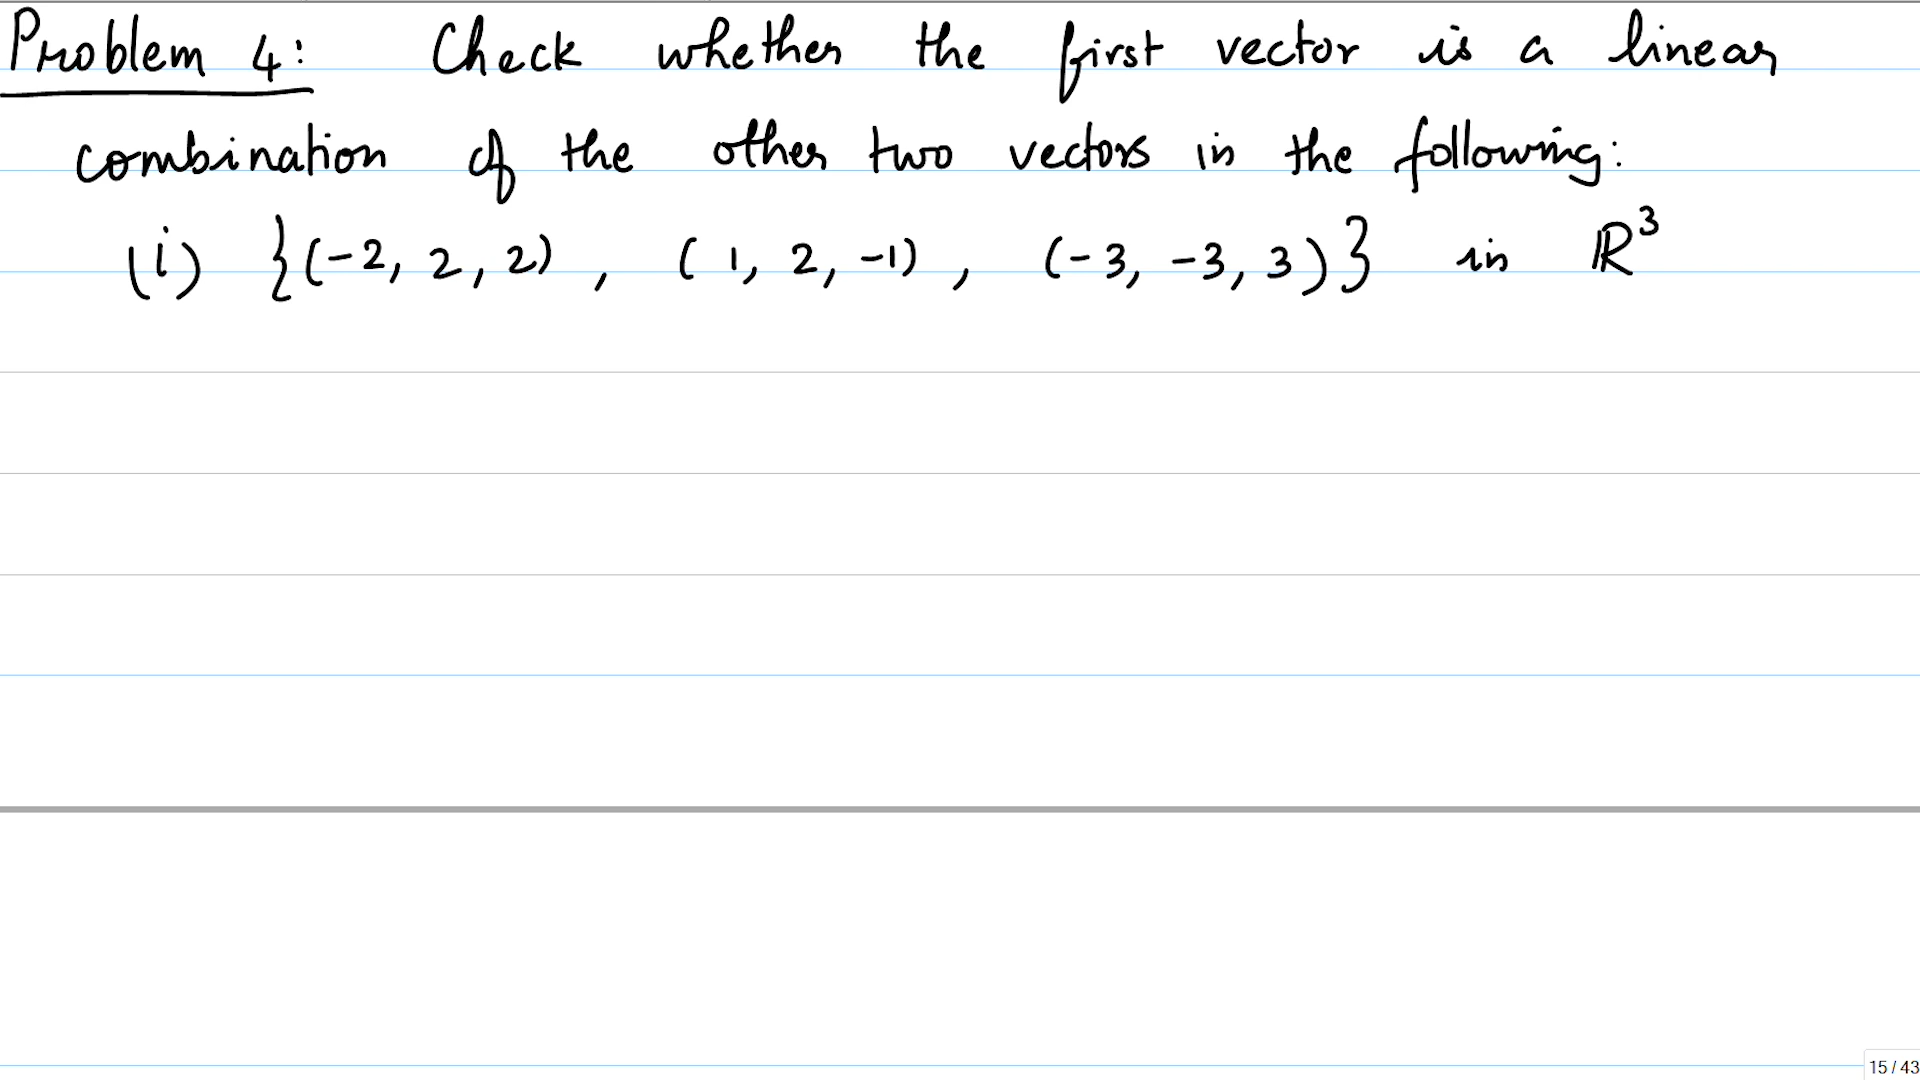 Problem 4: Check whether the first vector is a linear
combination of the other two vectors in the following:
(i) {(-2, 2, 2), (1, 2, -1), (-3, -3, 3)} in ℝ³
15 / 43